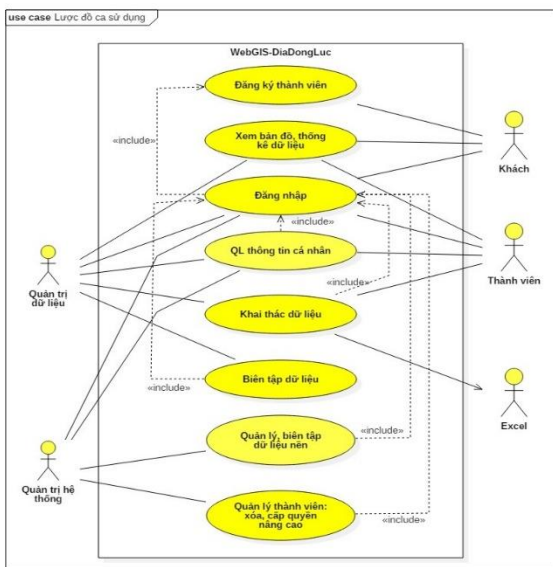 use case Lược đồ ca sử dụng
WebGIS-DiaDongLuc
Đăng ký thành viên
«include»
Xem bản đồ, thống
kê dữ liệu
Khách
Đăng nhập
«include»
QL thông tin cá nhân
Quản trị
dữ liệu
Thành viên
«include»
Khai thác dữ liệu
Biên tập dữ liệu
«include»
Excel
Quản lý, biên tập
dữ liệu nền
«include»
Quản trị hệ
thống
Quản lý thành viên:
xóa, cấp quyền
nâng cao
«include»